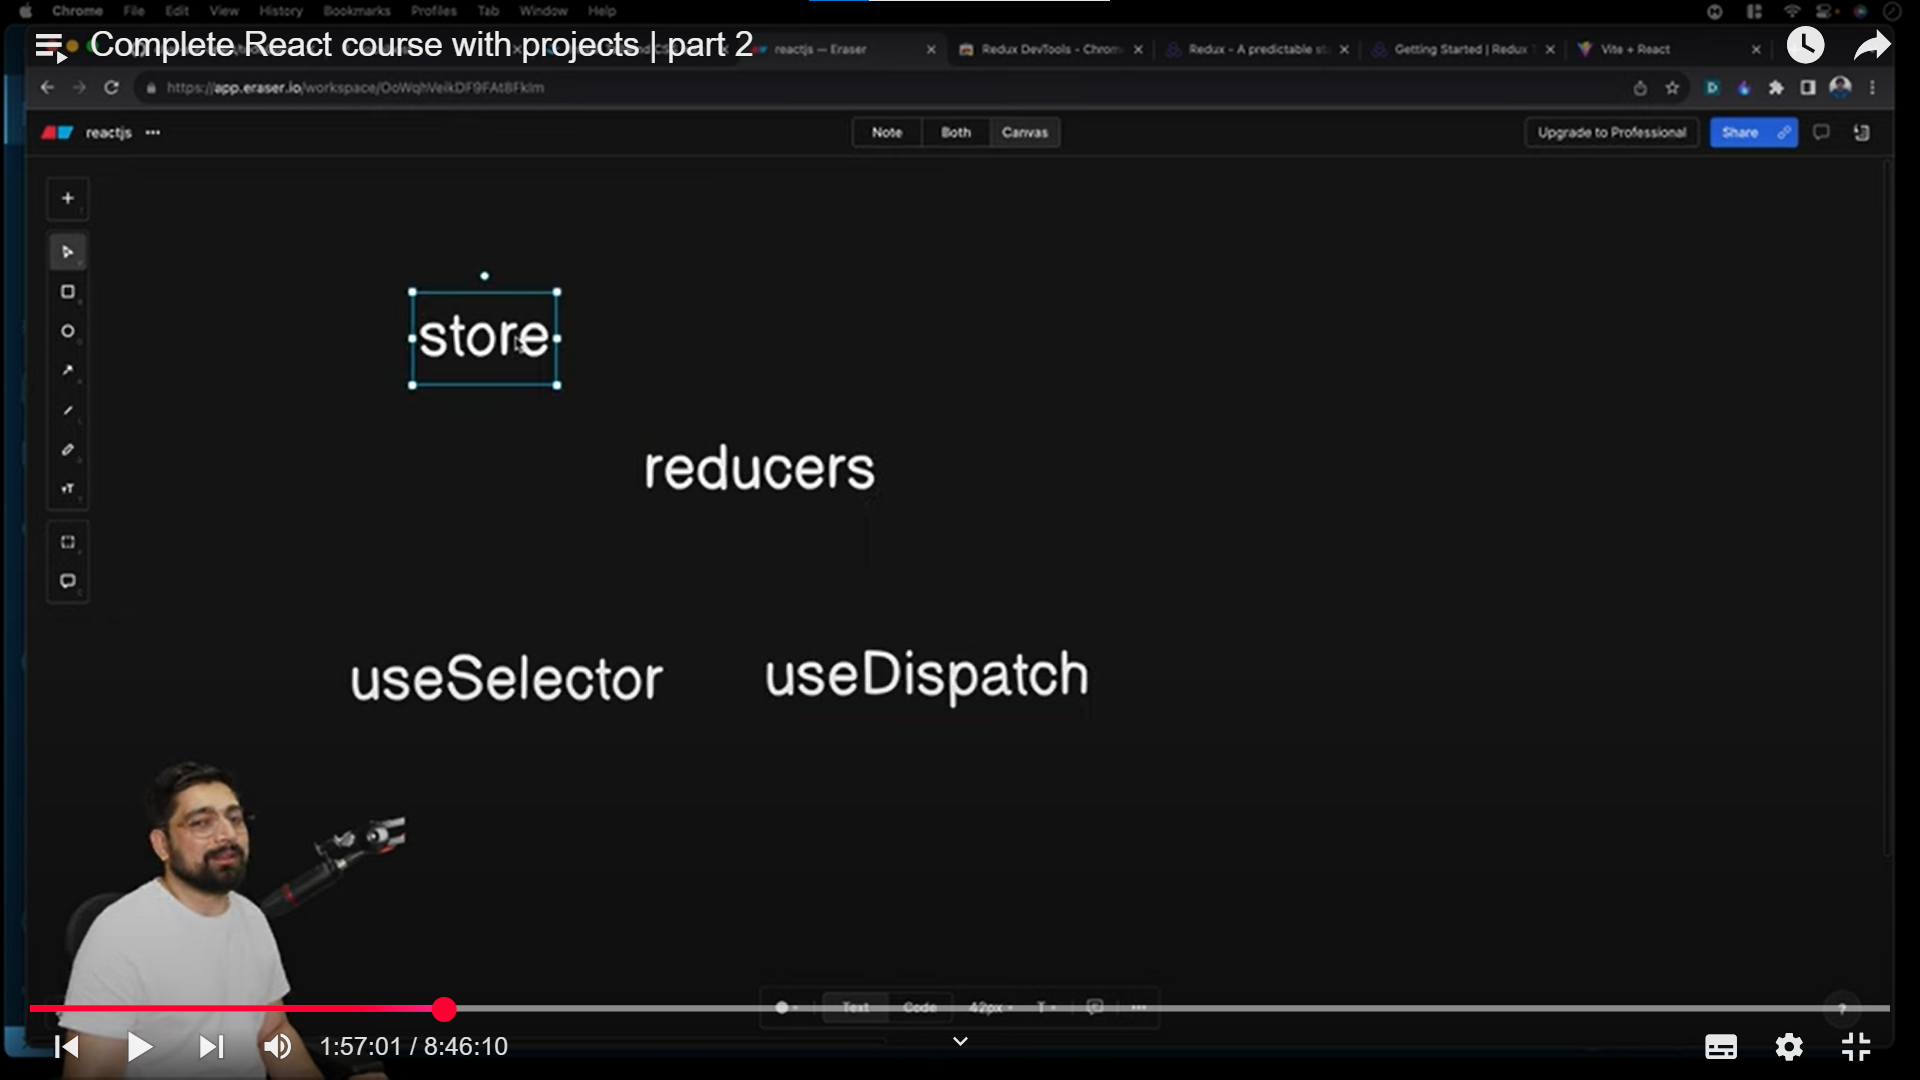 Chrome File Edit View History Bookmarks Profiles Tab Window Help
Complete React course with projects | part 2
reactjs — Eraser
Redux DevTools - Chrom
Redux - A predictable st
Getting Started | Redux
Vite + React
https://app.eraser.io/workspace/
reactjs
Note Both Canvas
Upgrade to Professional
Share
store
reducers
useSelector useDispatch
Text Code 42px T
?
1:57:01 / 8:46:10